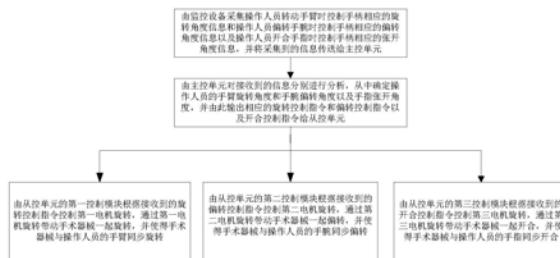 由监控设备采集操作人员转动手臂时控制手柄相应的旋
转角度信息和操作人员偏转手腕时控制手柄相应的偏转
角度信息以及操作人员开合手指时控制手柄相应的张开
角度信息，并将采集到的信息传送给主控单元
由主控单元对接收到的信息分别进行分析，从中确定操
作人员的手臂旋转角度和手腕偏转角度以及手指张开角
度，并由此输出相应的旋转控制指令和偏转控制指令以
及开合控制指令给从控单元
由从控单元的第一控制模块根据接收到的旋
转控制指令控制第一电机旋转，通过第一电
机旋转带动手术器械一起旋转，并使得手术
器械与操作人员的手臂同步旋转
由从控单元的第二控制模块根据接收到的
偏转控制指令控制第二电机旋转，通过第
二电机旋转带动手术器械一起偏转，并使
得手术器械与操作人员的手腕同步偏转
由从控单元的第三控制模块根据接收到的
开合控制指令控制第三电机旋转，通过第
三电机旋转带动手术器械一起开合，并使
得手术器械与操作人员的手指同步开合